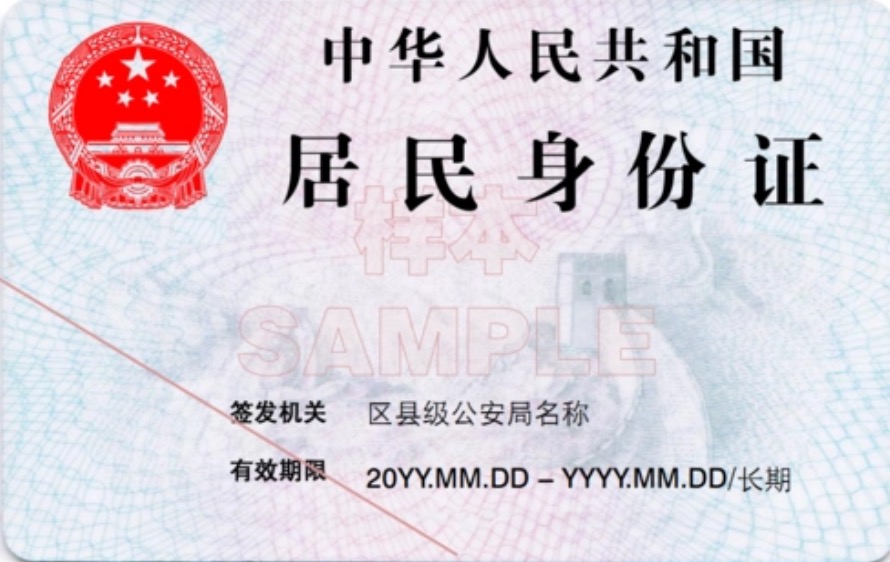 中华人民共和国
居民身份证
样本
SAMPLE
签发机关 区县级公安局名称
有效期限 20YY.MM.DD – YYYY.MM.DD/长期